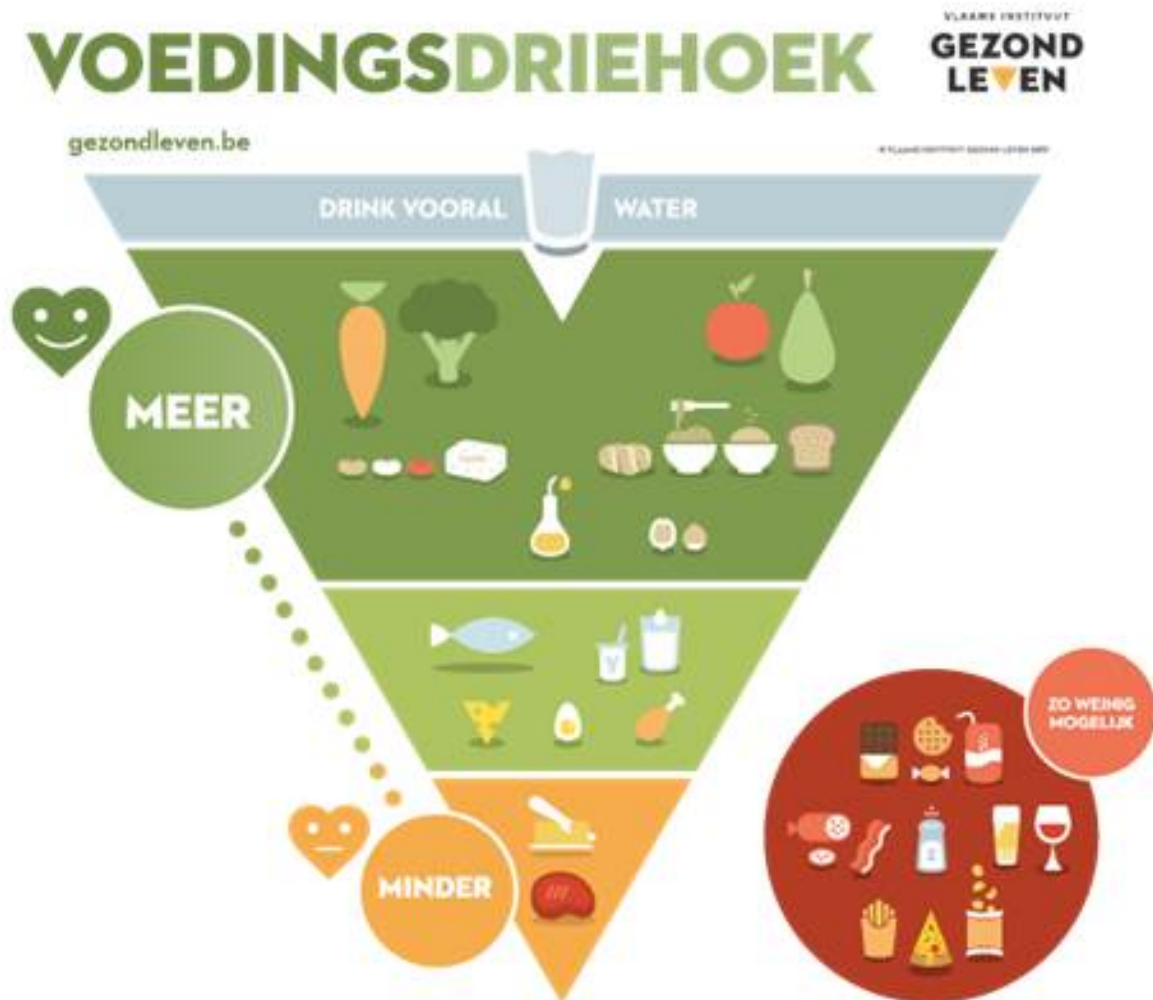 VOEDINGSDRIEHOEK
VLAAMS INSTITUUT
GEZOND
LEVEN
gezondleven.be
DRINK VOORAL WATER
MEER
ZO WEINIG
MOGELIJK
MINDER